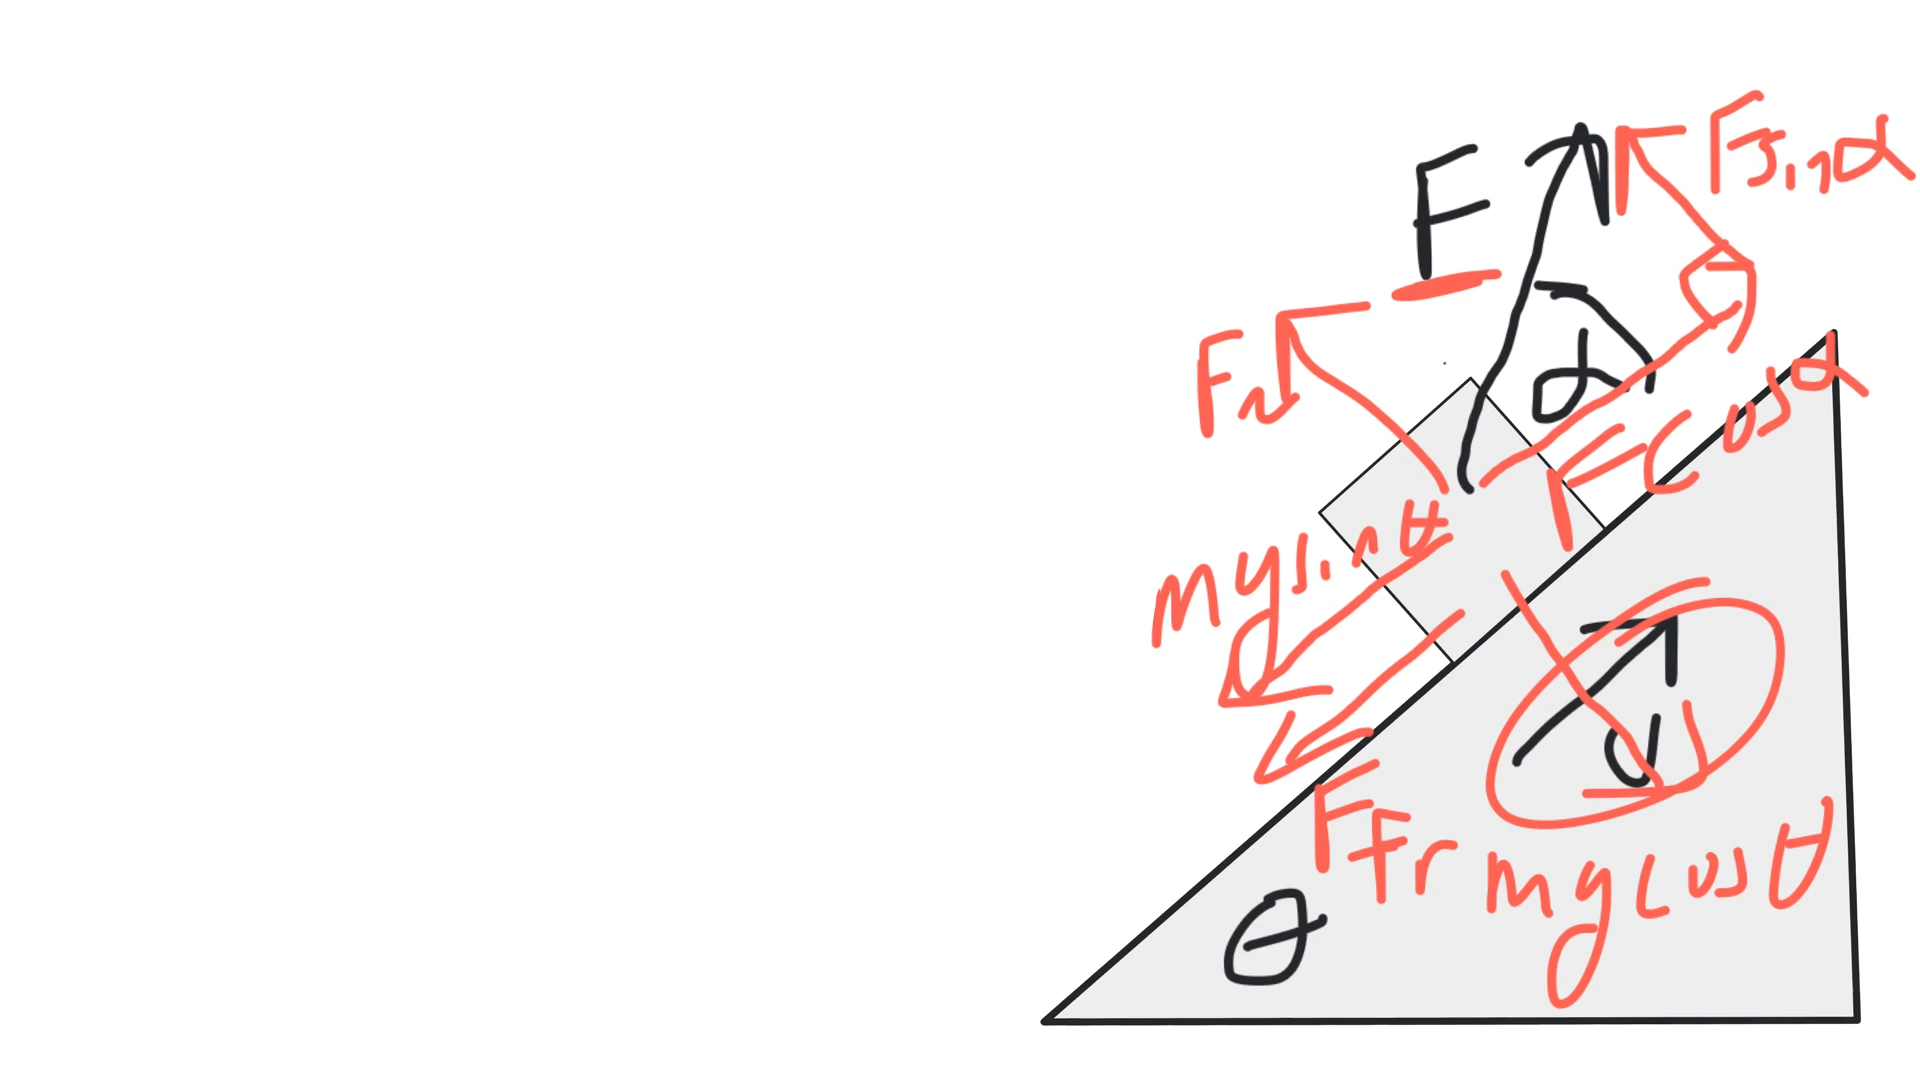 F
Fsinα
FN
α
Fcosα
mgsinθ
d
Ffr
mgcosθ
θ